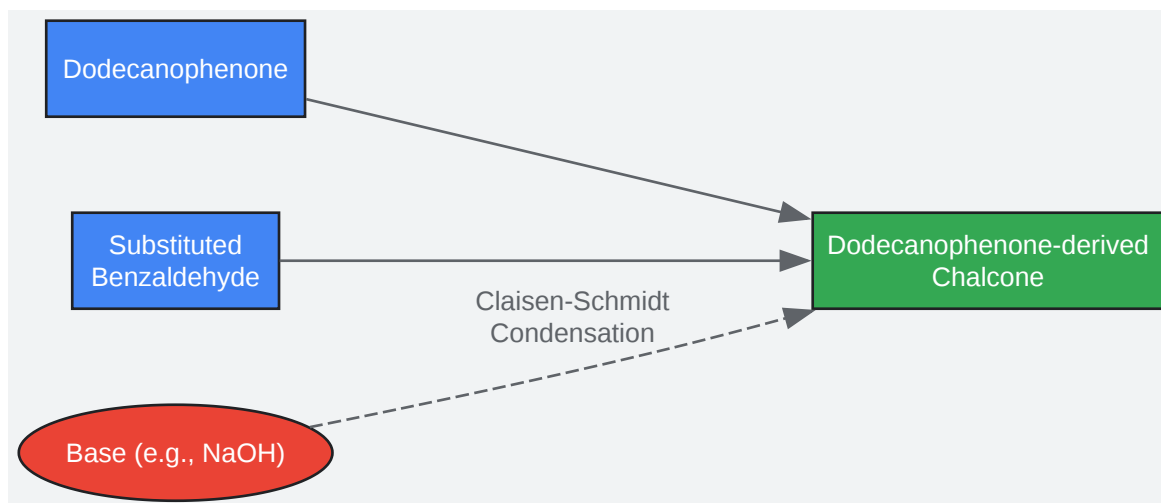 Dodecanophenone
Substituted
Benzaldehyde
Dodecanophenone-derived
Chalcone
Claisen-Schmidt
Condensation
Base (e.g., NaOH)